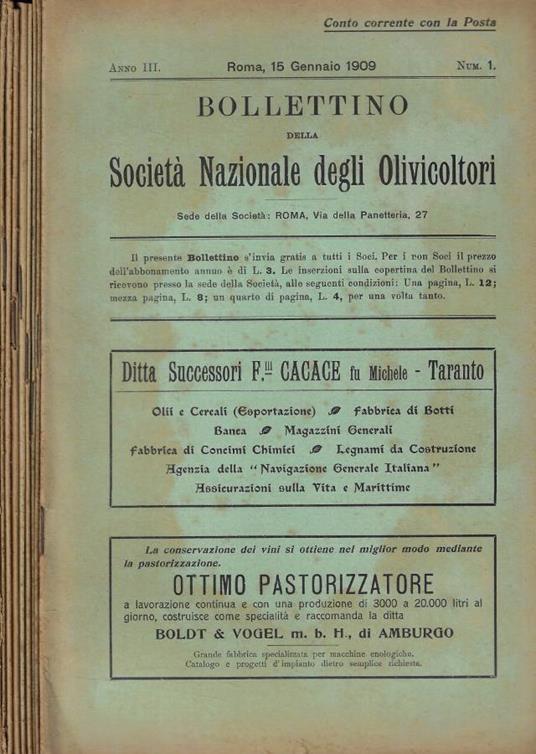 Conto corrente con la Posta
Anno III. Roma, 15 Gennaio 1909 Num. 1.
BOLLETTINO
DELLA
Società Nazionale degli Olivicoltori
Sede della Società: ROMA, Via della Panetteria, 27
Il presente Bollettino s'invia gratis a tutti i Soci. Per i non Soci il prezzo
dell'abbonamento annuo è di L. 3. Le inserzioni sulla copertina del Bollettino si
ricevono presso la sede della Società, alle seguenti condizioni: Una pagina, L. 12;
mezza pagina, L. 8; un quarto di pagina, L. 4, per una volta tanto.
Ditta Successori F.lli CACACE fu Michele - Taranto
Olii e Cereali (Esportazione) Fabbrica di Botti
Banca Magazzini Generali
Fabbrica di Concimi Chimici Legnami da Costruzione
Agenzia della "Navigazione Generale Italiana"
Assicurazioni sulla Vita e Marittime
La conservazione dei vini si ottiene nel miglior modo mediante
la pastorizzazione.
OTTIMO PASTORIZZATORE
a lavorazione continua e con una produzione di 3000 a 20.000 litri al
giorno, costruisce come specialità e raccomanda la ditta
BOLDT & VOGEL m. b. H., di AMBURGO
Grande fabbrica specializzata per macchine enologiche.
Catalogo e progetti d'impianto dietro semplice richiesta.